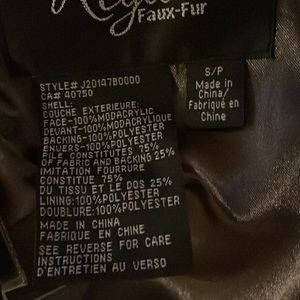 Faux-Fur
S/P
Made in
China/
Fabriqué en
Chine
STYLE# J20147B0000
CA# 40750
SHELL:
COUCHE EXTERIEURE:
FACE-100%MODACRYLIC
DEVANT-100%MODACRYLIQUE
BACKING-100%POLYESTER
ENVERS-100%POLYESTER
PILE CONSTITUTES 75%
OF FABRIC AND BACKING 25%
IMITATION FOURRURE
CONSTITUE 75%
DU TISSU ET LE DOS 25%
LINING:100%POLYESTER
DOUBLURE:100%POLYESTER
MADE IN CHINA
FABRIQUE EN CHINE
SEE REVERSE FOR CARE
INSTRUCTIONS
D'ENTRETIEN AU VERSO